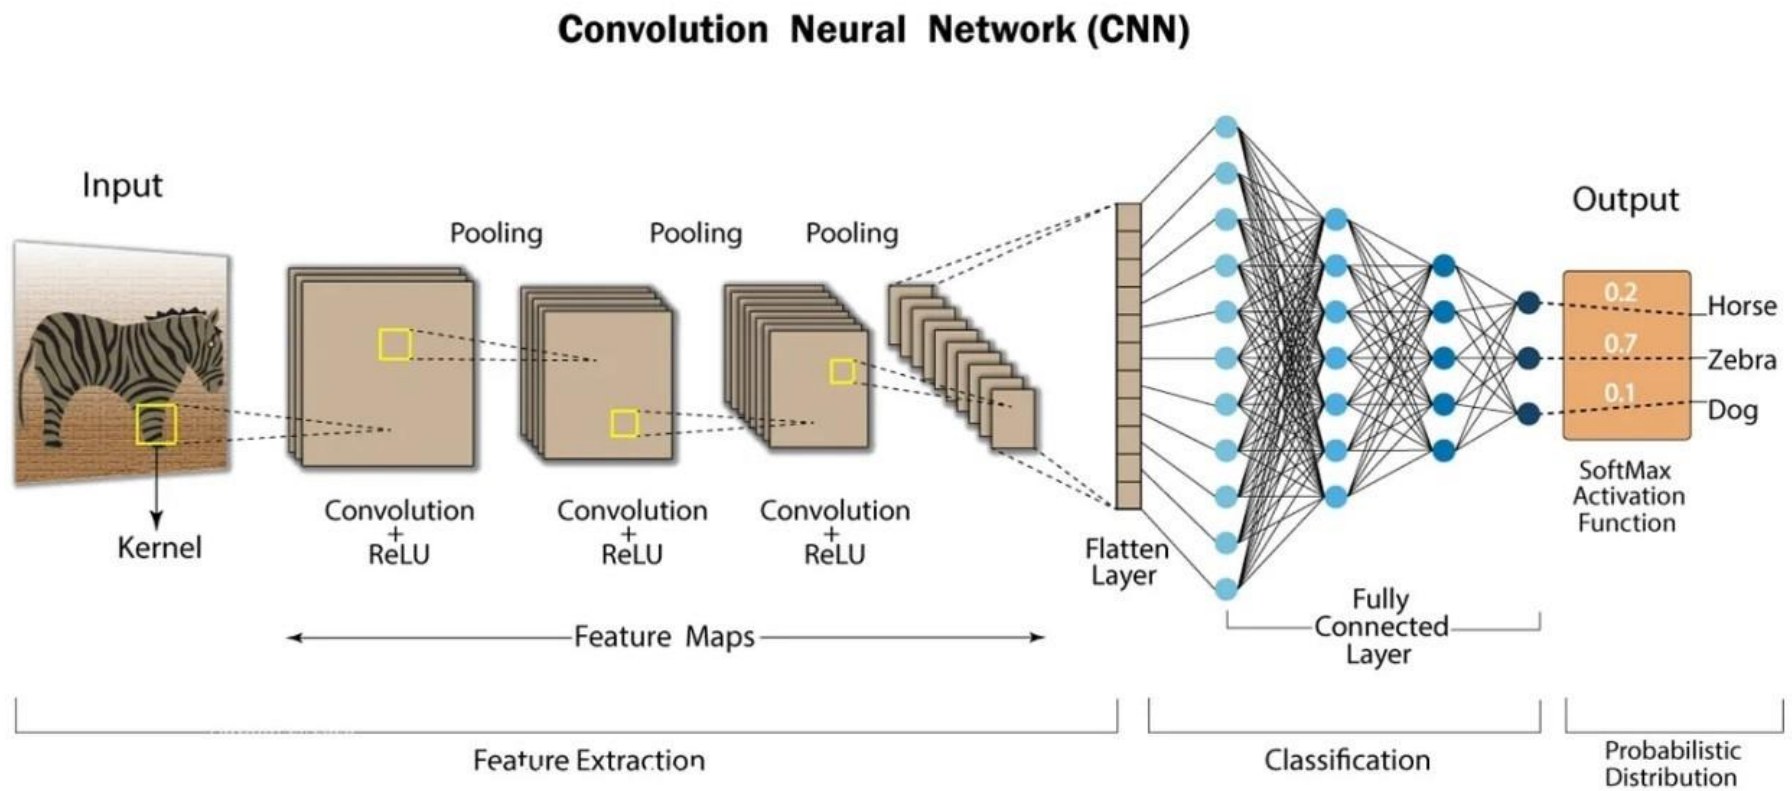 Convolution Neural Network (CNN)
Input
Output
Pooling
Pooling
Pooling
0.2
Horse
0.7
Zebra
0.1
Dog
SoftMax
Activation
Function
Kernel
Convolution
+
ReLU
Convolution
+
ReLU
Convolution
+
ReLU
Flatten
Layer
Feature Maps
Fully
Connected
Layer
Feature Extraction
Classification
Probabilistic
Distribution